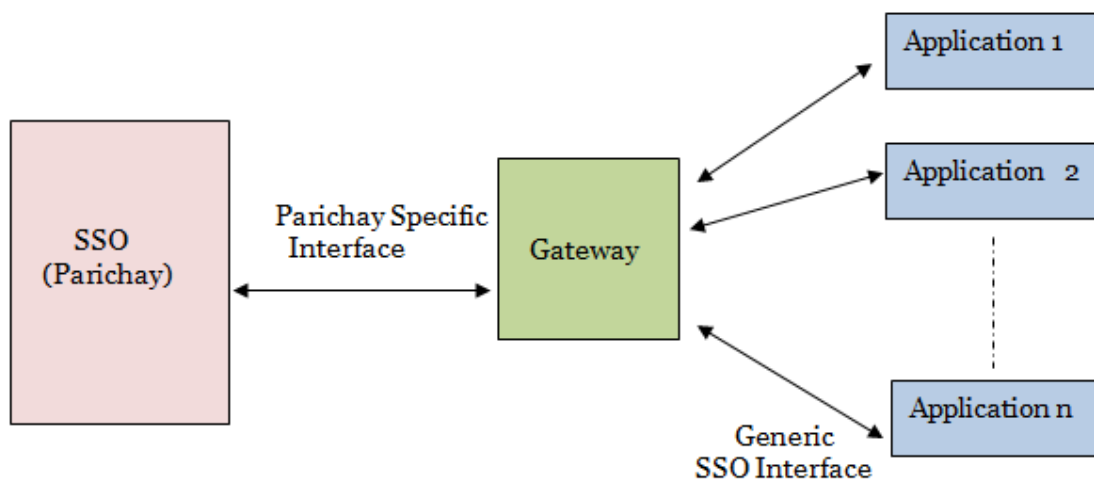 SSO
(Parichay)
Parichay Specific
Interface
Gateway
Application 1
Application 2
Application n
Generic
SSO Interface